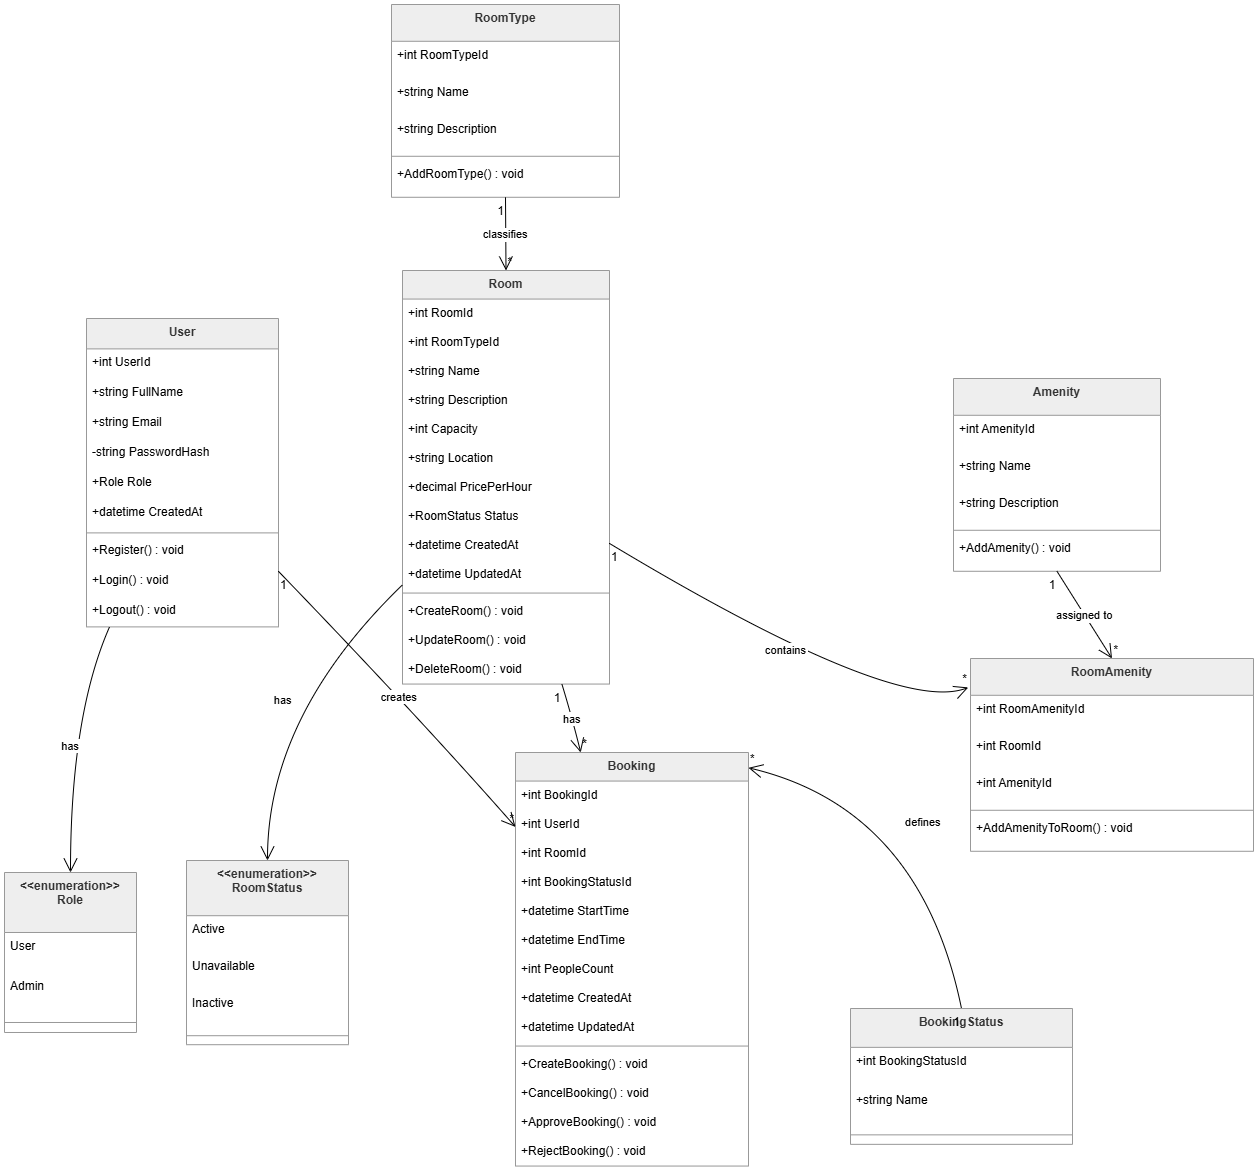 RoomType
+int RoomTypeId
+string Name
+string Description
+AddRoomType() : void
1
classifies
*
Room
+int RoomId
+int RoomTypeId
+string Name
+string Description
+int Capacity
+string Location
+decimal PricePerHour
+RoomStatus Status
+datetime CreatedAt
+datetime UpdatedAt
+CreateRoom() : void
+UpdateRoom() : void
+DeleteRoom() : void
User
+int UserId
+string FullName
+string Email
-string PasswordHash
+Role Role
+datetime CreatedAt
+Register() : void
+Login() : void
+Logout() : void
Amenity
+int AmenityId
+string Name
+string Description
+AddAmenity() : void
1
assigned to
*
1
contains
*
RoomAmenity
+int RoomAmenityId
+int RoomId
+int AmenityId
+AddAmenityToRoom() : void
1
creates
*
has
has
1
has
*
<<enumeration>>
Role
User
Admin
<<enumeration>>
RoomStatus
Active
Unavailable
Inactive
Booking
+int BookingId
+int UserId
+int RoomId
+int BookingStatusId
+datetime StartTime
+datetime EndTime
+int PeopleCount
+datetime CreatedAt
+datetime UpdatedAt
+CreateBooking() : void
+CancelBooking() : void
+ApproveBooking() : void
+RejectBooking() : void
*
defines
1
BookingStatus
+int BookingStatusId
+string Name